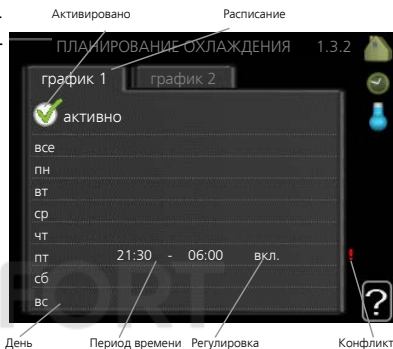 Активировано Расписание
ПЛАНИРОВАНИЕ ОХЛАЖДЕНИЯ 1.3.2
график 1 график 2
активно
все
пн
вт
ср
чт
пт 21:30 - 06:00 вкл. !
сб
вс
?
День Период времени Регулировка Конфликт